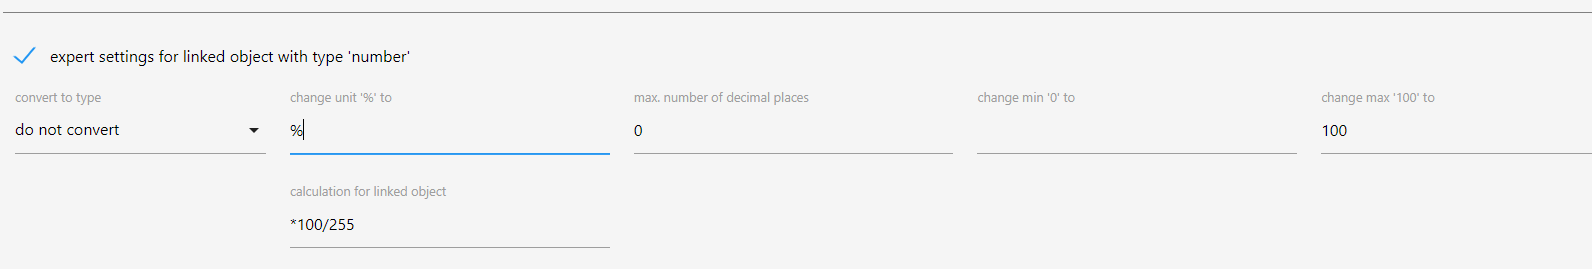 expert settings for linked object with type 'number'
convert to type
change unit '%' to
max. number of decimal places
change min '0' to
change max '100' to
do not convert
%
0
100
calculation for linked object
*100/255